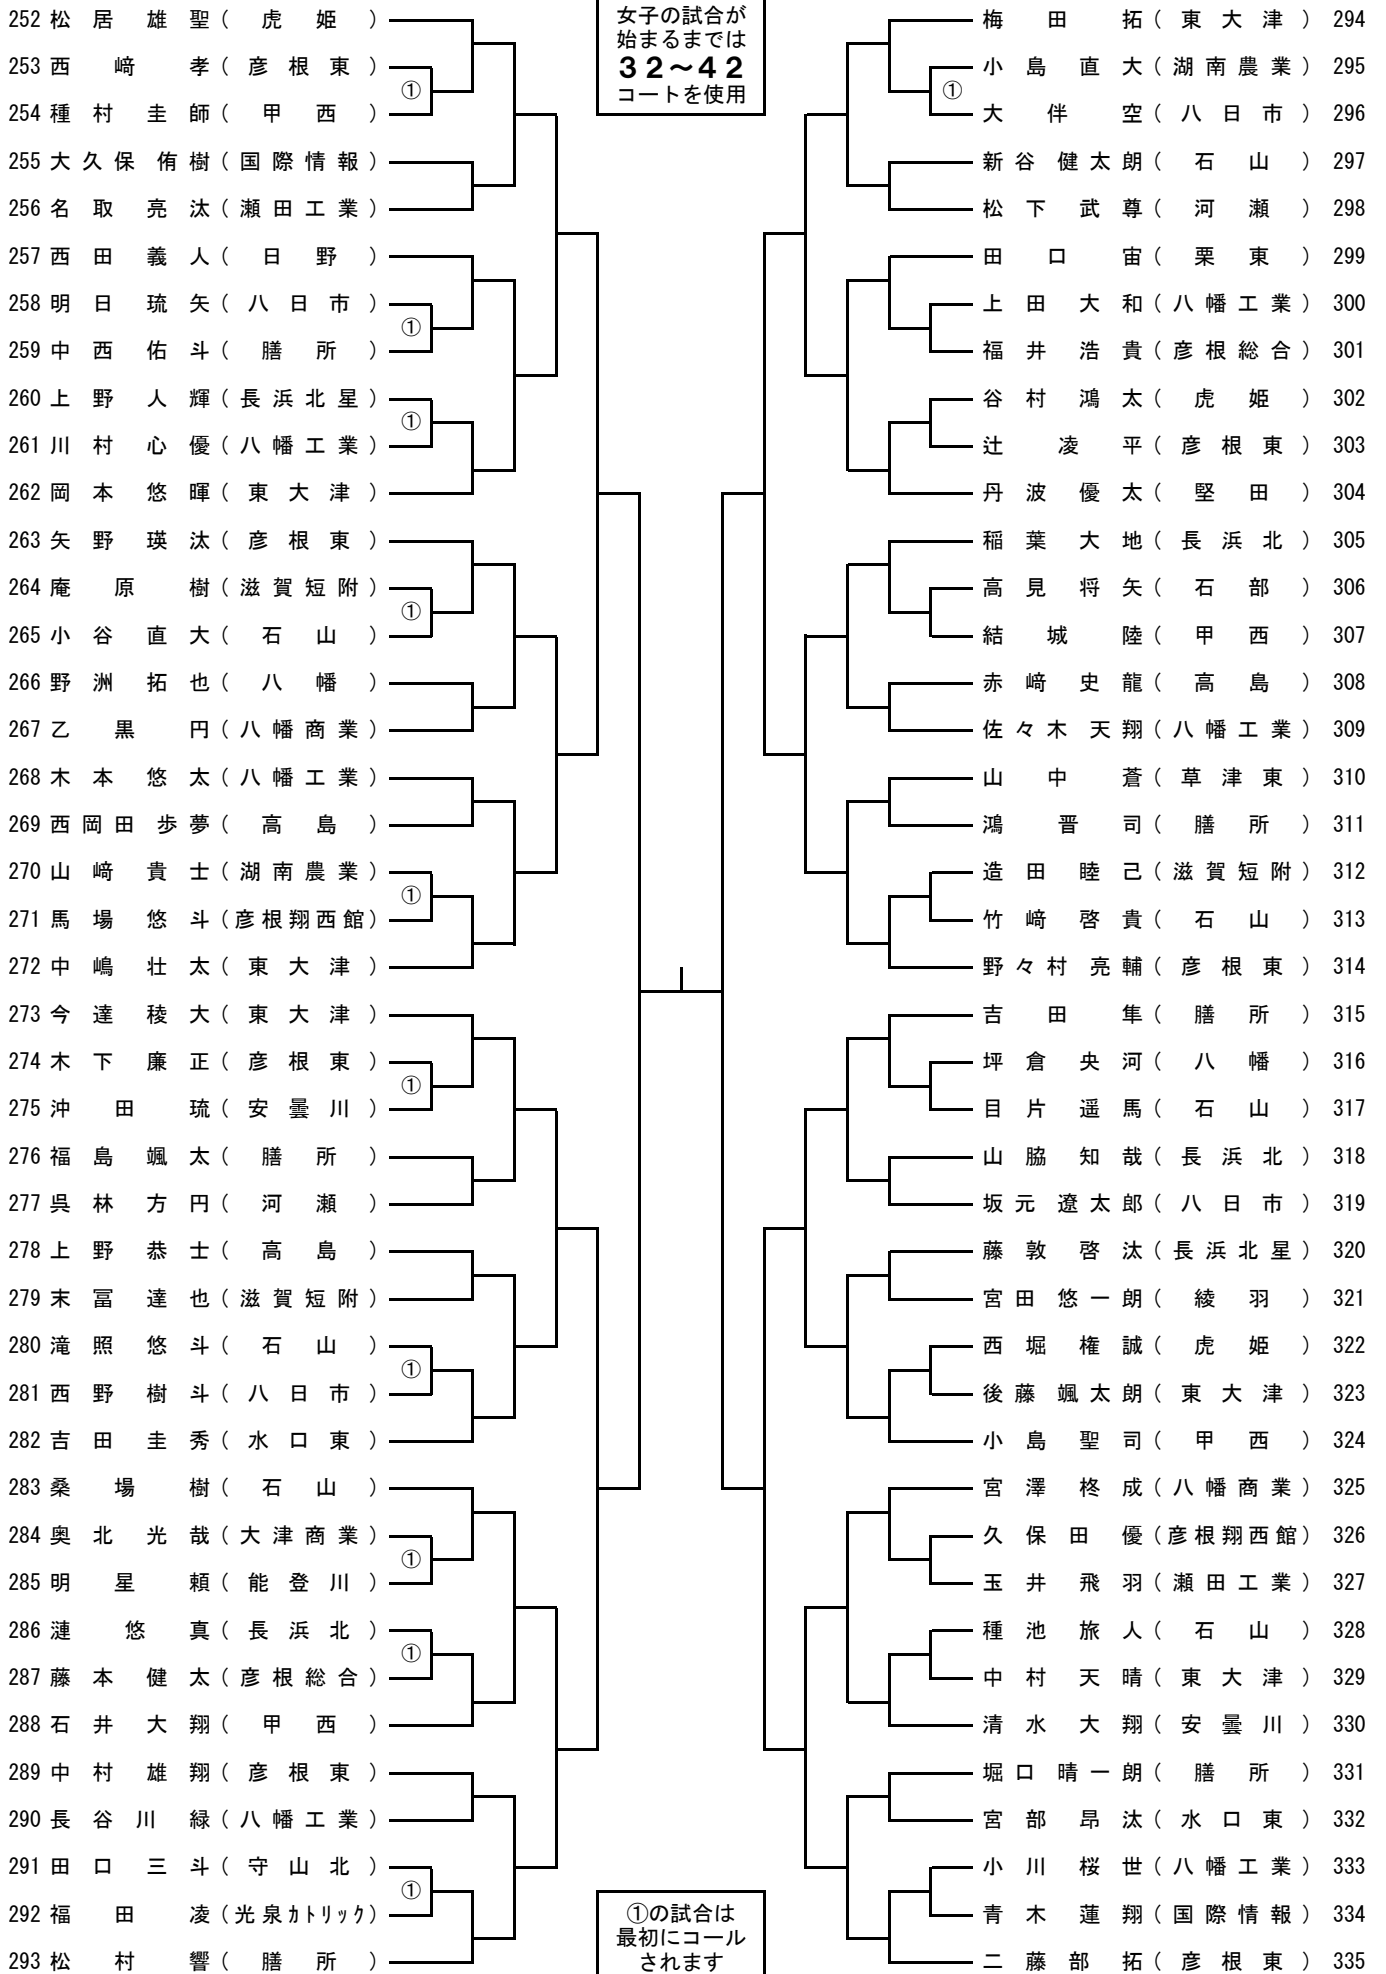 女子の試合が
始まるまでは
３２～４２
コートを使用
252 松居 雄聖 （虎姫）
253 西﨑 孝 （彦根東）
①
254 種村 圭師 （甲西）
255 大久保 侑樹 （国際情報）
256 名取 亮汰 （瀬田工業）
257 西田 義人 （日野）
258 明日 琉矢 （八日市）
①
259 中西 佑斗 （膳所）
260 上野 人輝 （長浜北星）
①
261 川村 心優 （八幡工業）
262 岡本 悠暉 （東大津）
263 矢野 瑛汰 （彦根東）
264 庵原 樹 （滋賀短附）
①
265 小谷 直大 （石山）
266 野洲 拓也 （八幡）
267 乙黒 円 （八幡商業）
268 木本 悠太 （八幡工業）
269 西岡田 歩夢 （高島）
270 山﨑 貴士 （湖南農業）
①
271 馬場 悠斗 （彦根翔西館）
272 中嶋 壮太 （東大津）
273 今達 稜大 （東大津）
274 木下 廉正 （彦根東）
①
275 沖田 琉 （安曇川）
276 福島 颯太 （膳所）
277 呉林 方円 （河瀬）
278 上野 恭士 （高島）
279 末冨 達也 （滋賀短附）
280 滝照 悠斗 （石山）
①
281 西野 樹斗 （八日市）
282 吉田 圭秀 （水口東）
283 桑場 樹 （石山）
284 奥北 光哉 （大津商業）
①
285 明星 頼 （能登川）
286 漣 悠真 （長浜北）
①
287 藤本 健太 （彦根総合）
288 石井 大翔 （甲西）
289 中村 雄翔 （彦根東）
290 長谷川 緑 （八幡工業）
291 田口 三斗 （守山北）
①
292 福田 凌 （光泉カトリック）
293 松村 響 （膳所）
梅田 拓 （東大津） 294
小島 直大 （湖南農業） 295
①
大伴 空 （八日市） 296
新谷 健太朗 （石山） 297
松下 武尊 （河瀬） 298
田口 宙 （栗東） 299
上田 大和 （八幡工業） 300
福井 浩貴 （彦根総合） 301
谷村 鴻太 （虎姫） 302
辻 凌平 （彦根東） 303
丹波 優太 （堅田） 304
稲葉 大地 （長浜北） 305
高見 将矢 （石部） 306
結城 陸 （甲西） 307
赤﨑 史龍 （高島） 308
佐々木 天翔 （八幡工業） 309
山中 蒼 （草津東） 310
鴻 晋司 （膳所） 311
造田 睦己 （滋賀短附） 312
竹﨑 啓貴 （石山） 313
野々村 亮輔 （彦根東） 314
吉田 隼 （膳所） 315
坪倉 央河 （八幡） 316
目片 遥馬 （石山） 317
山脇 知哉 （長浜北） 318
坂元 遼太郎 （八日市） 319
藤敦 啓汰 （長浜北星） 320
宮田 悠一朗 （綾羽） 321
西堀 権誠 （虎姫） 322
後藤 颯太朗 （東大津） 323
小島 聖司 （甲西） 324
宮澤 柊成 （八幡商業） 325
久保田 優 （彦根翔西館） 326
玉井 飛羽 （瀬田工業） 327
種池 旅人 （石山） 328
中村 天晴 （東大津） 329
清水 大翔 （安曇川） 330
堀口 晴一朗 （膳所） 331
宮部 昂汰 （水口東） 332
小川 桜世 （八幡工業） 333
青木 蓮翔 （国際情報） 334
二藤部 拓 （彦根東） 335
①の試合は
最初にコール
されます